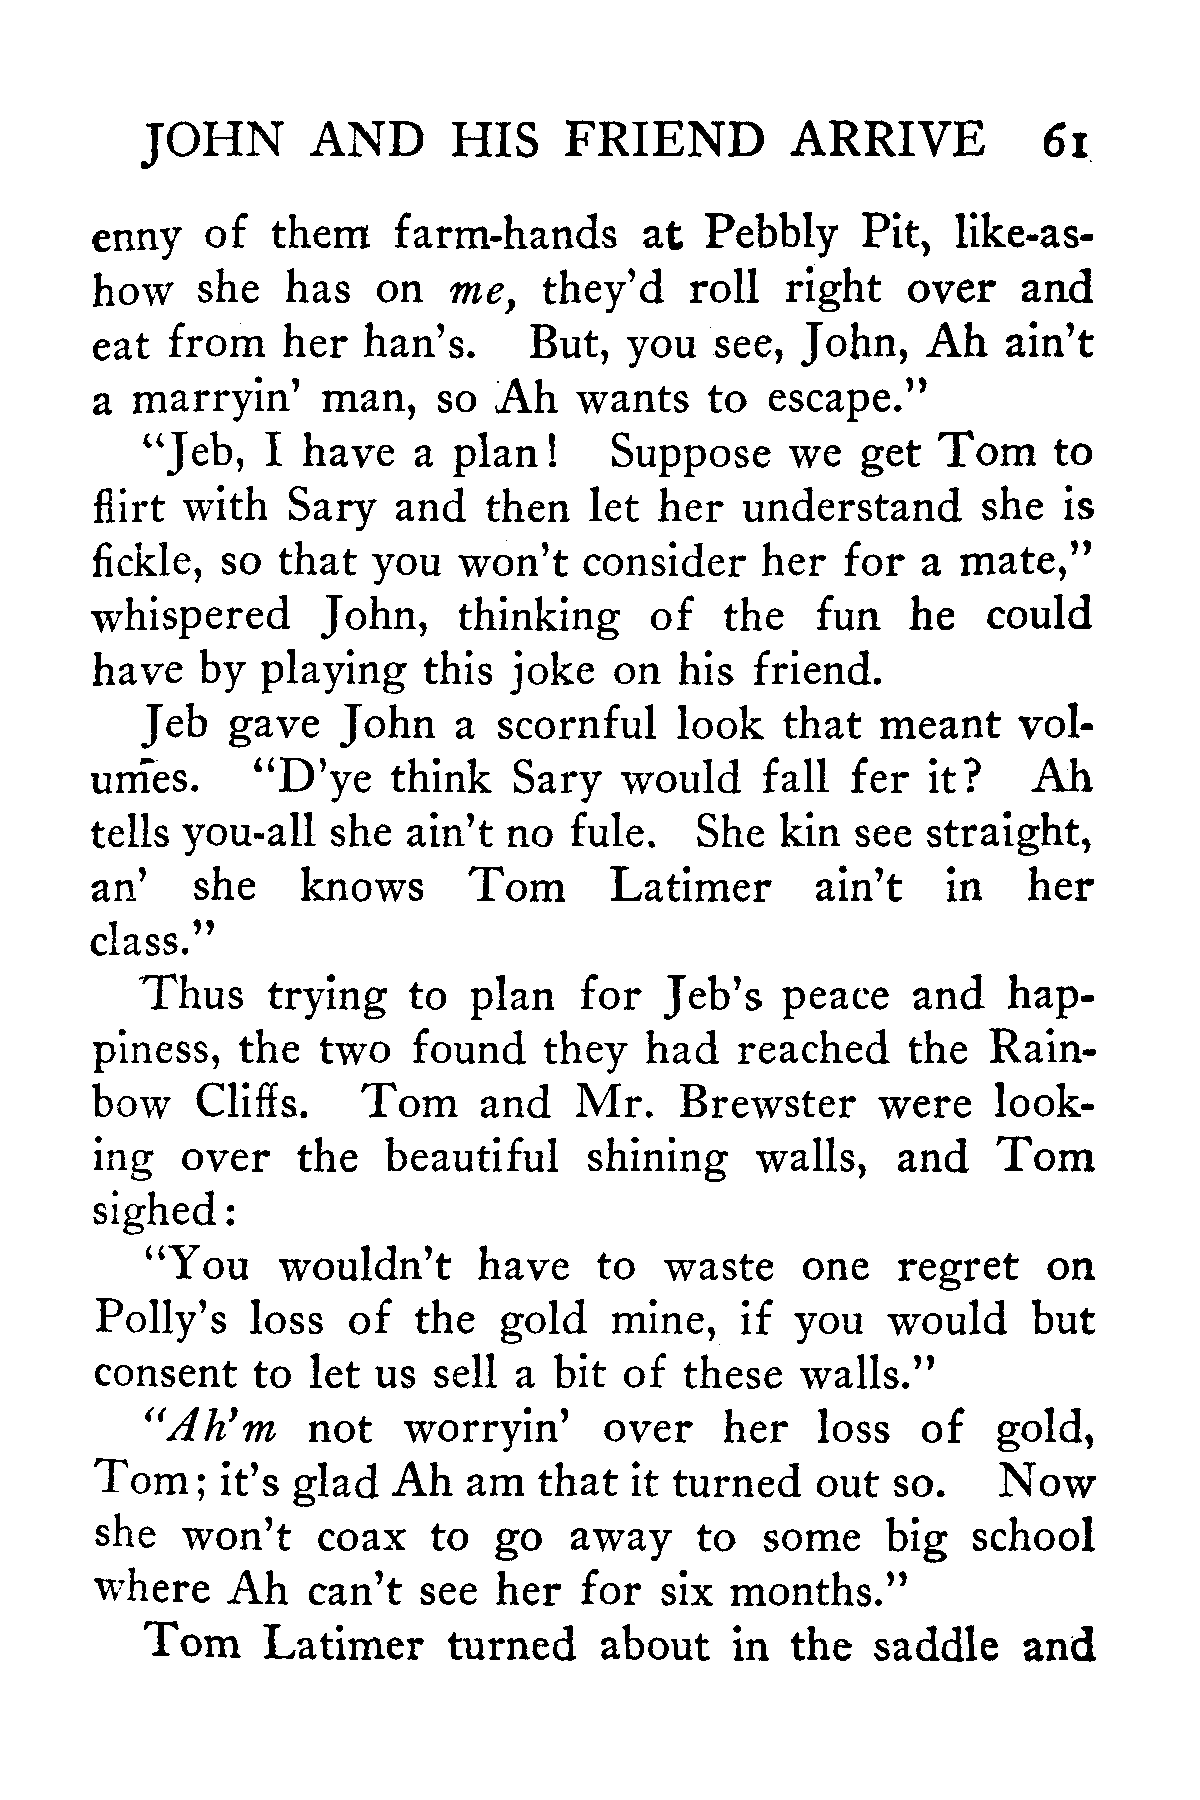 JOHN AND HIS FRIEND ARRIVE 61
enny of them farm-hands at Pebbly Pit, like-as-
how she has on me, they'd roll right over and
eat from her han's. But, you see, John, Ah ain't
a marryin' man, so Ah wants to escape."
"Jeb, I have a plan! Suppose we get Tom to
flirt with Sary and then let her understand she is
fickle, so that you won't consider her for a mate,"
whispered John, thinking of the fun he could
have by playing this joke on his friend.
Jeb gave John a scornful look that meant vol-
umes. "D'ye think Sary would fall fer it? Ah
tells you-all she ain't no fule. She kin see straight,
an' she knows Tom Latimer ain't in her
class."
Thus trying to plan for Jeb's peace and hap-
piness, the two found they had reached the Rain-
bow Cliffs. Tom and Mr. Brewster were look-
ing over the beautiful shining walls, and Tom
sighed:
"You wouldn't have to waste one regret on
Polly's loss of the gold mine, if you would but
consent to let us sell a bit of these walls."
"Ah'm not worryin' over her loss of gold,
Tom; it's glad Ah am that it turned out so. Now
she won't coax to go away to some big school
where Ah can't see her for six months."
Tom Latimer turned about in the saddle and